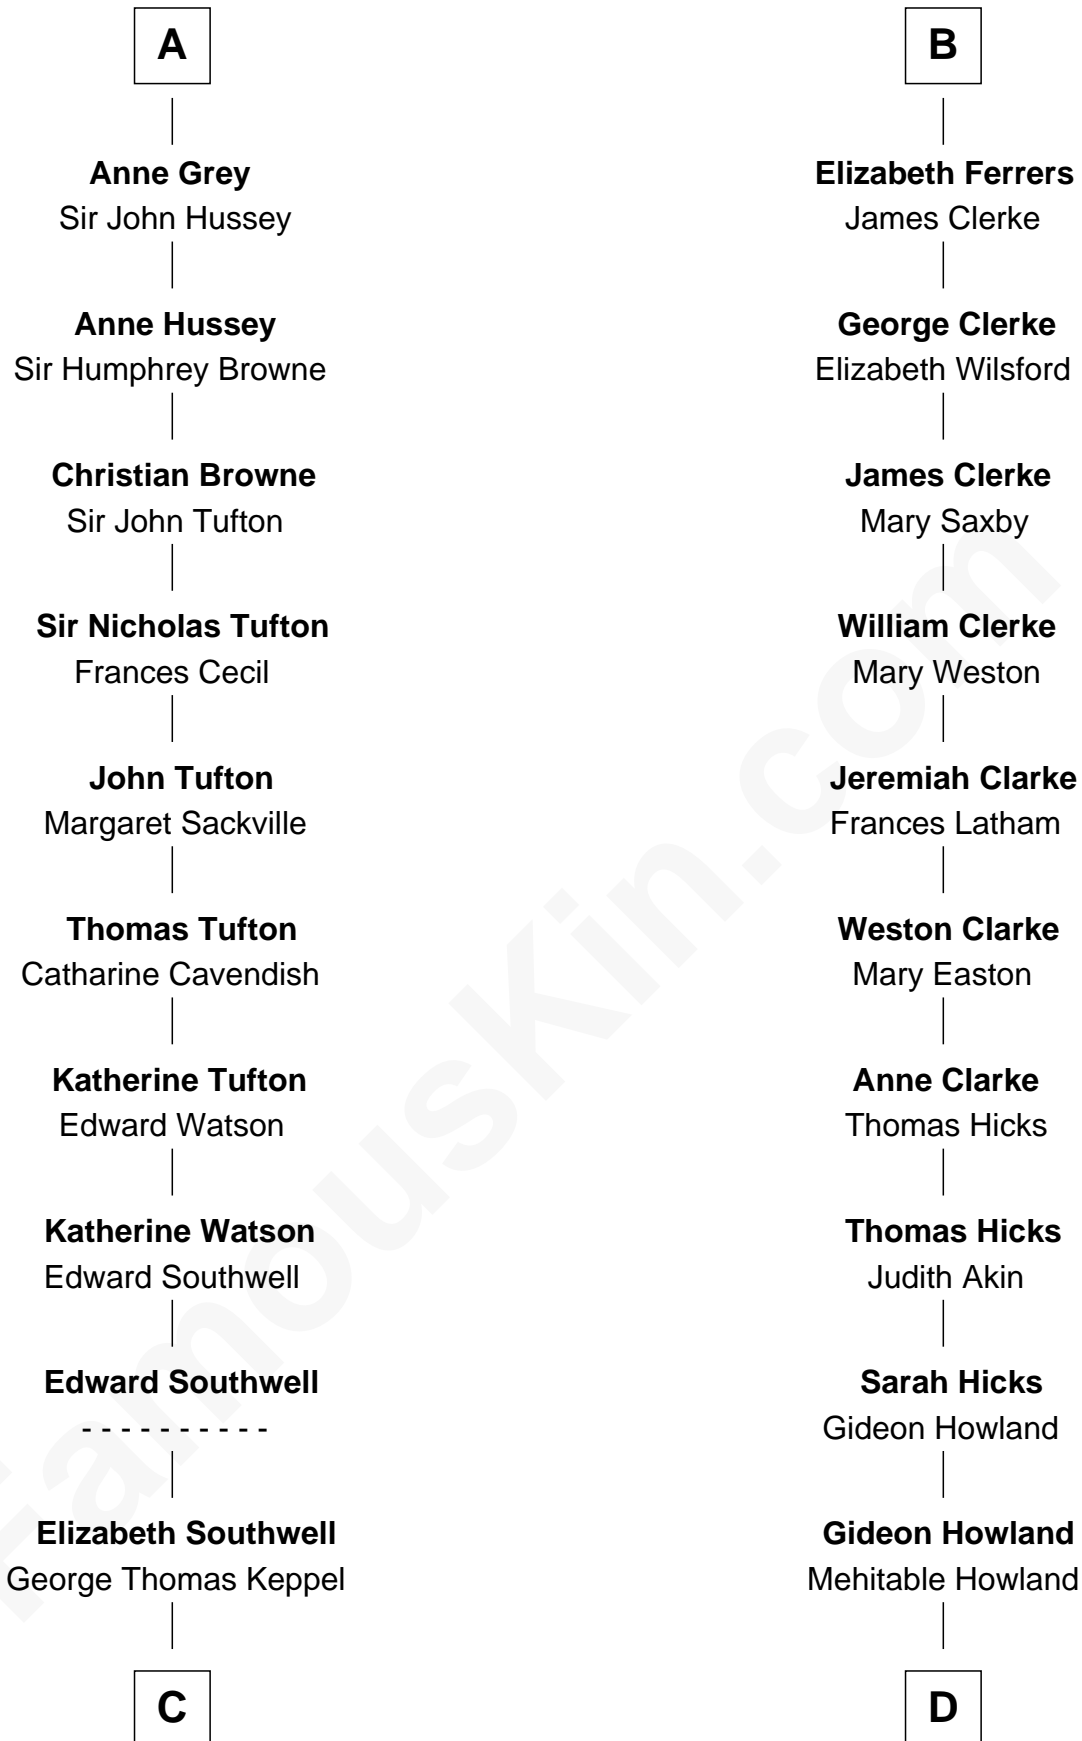 A
Anne Grey
Sir John Hussey
Anne Hussey
Sir Humphrey Browne
Christian Browne
Sir John Tufton
Sir Nicholas Tufton
Frances Cecil
John Tufton
Margaret Sackville
Thomas Tufton
Catharine Cavendish
Katherine Tufton
Edward Watson
Katherine Watson
Edward Southwell
Edward Southwell
- - - - - - - - - -
Elizabeth Southwell
George Thomas Keppel
C
B
Elizabeth Ferrers
James Clerke
George Clerke
Elizabeth Wilsford
James Clerke
Mary Saxby
William Clerke
Mary Weston
Jeremiah Clarke
Frances Latham
Weston Clarke
Mary Easton
Anne Clarke
Thomas Hicks
Thomas Hicks
Judith Akin
Sarah Hicks
Gideon Howland
Gideon Howland
Mehitable Howland
D
FamousKin.com